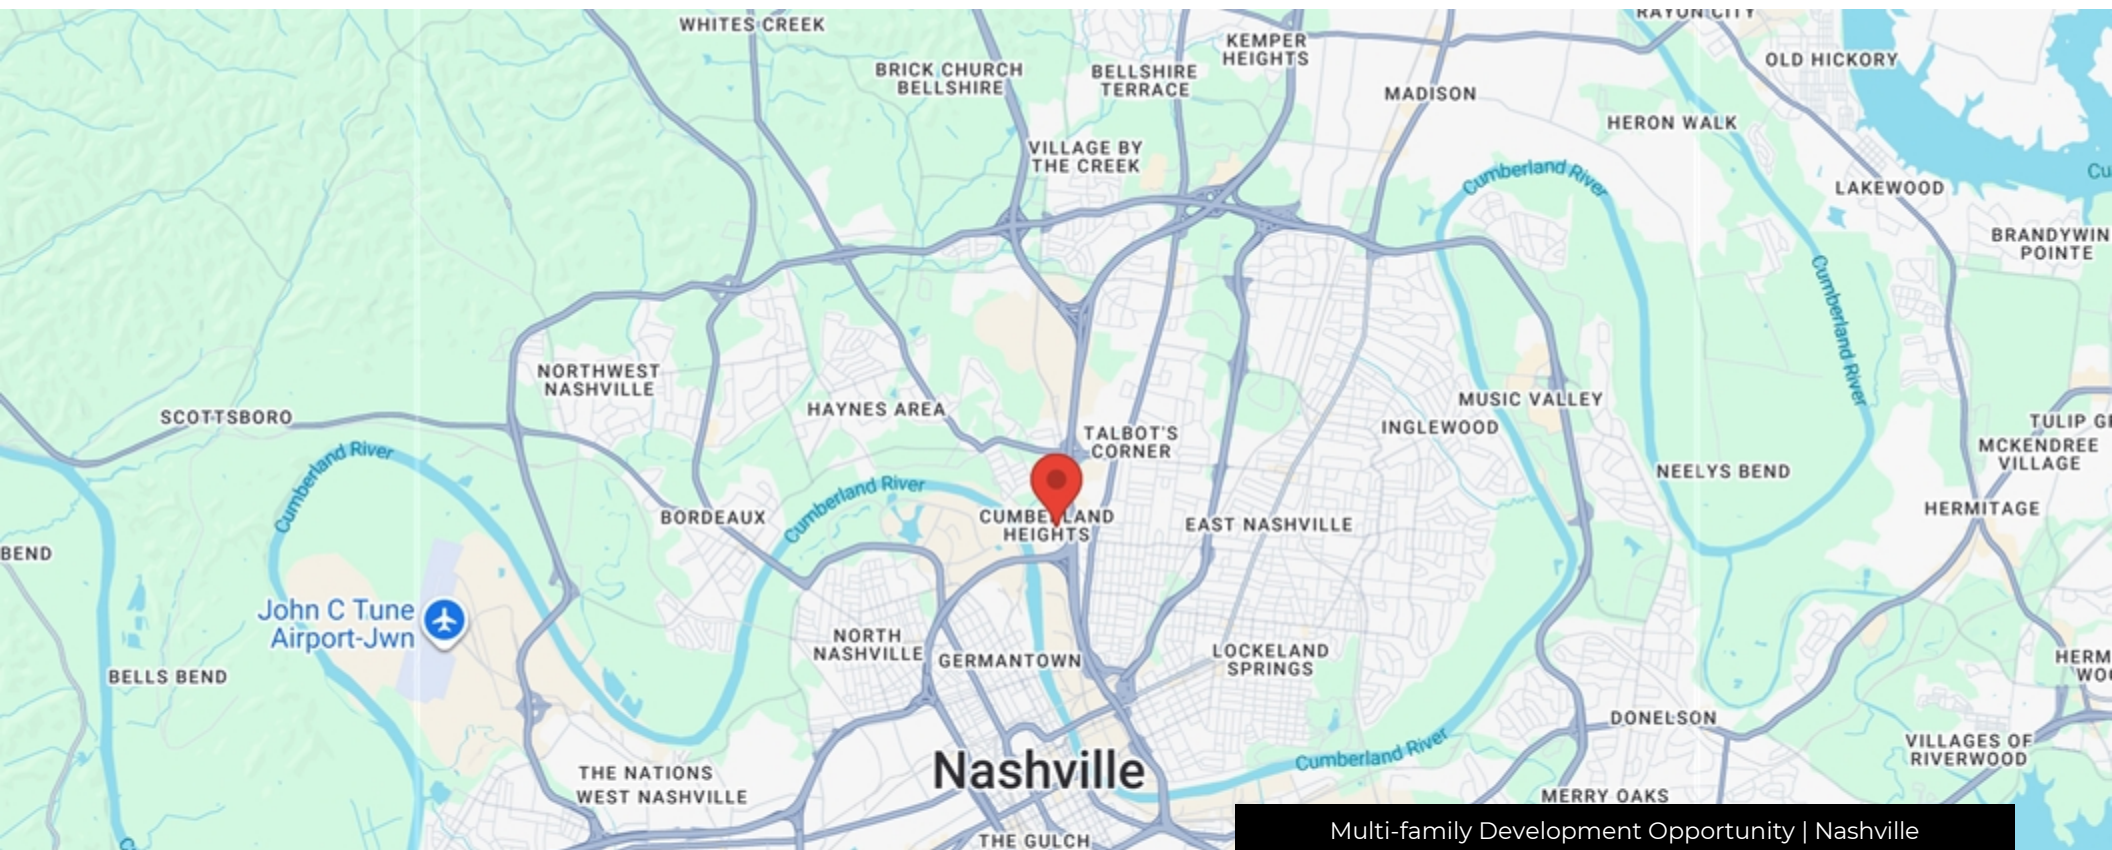 WHITES CREEK
RAYON CITY
KEMPER
HEIGHTS
OLD HICKORY
BRICK CHURCH
BELLSHIRE
BELLSHIRE
TERRACE
MADISON
HERON WALK
VILLAGE BY
THE CREEK
Cumberland River
Cu
LAKEWOOD
BRANDYWIN
POINTE
Cumberland River
NORTHWEST
NASHVILLE
SCOTTSBORO
HAYNES AREA
MUSIC VALLEY
INGLEWOOD
TALBOT'S
CORNER
TULIP G
MCKENDREE
VILLAGE
NEELYS BEND
Cumberland River
Cumberland River
HERMITAGE
BORDEAUX
CUMBERLAND
HEIGHTS
EAST NASHVILLE
BEND
John C Tune
Airport-Jwn
NORTH
NASHVILLE
GERMANTOWN
LOCKELAND
SPRINGS
HERM
WOO
BELLS BEND
DONELSON
Cumberland River
VILLAGES OF
RIVERWOOD
Nashville
THE NATIONS
WEST NASHVILLE
MERRY OAKS
THE GULCH
Multi-family Development Opportunity | Nashville